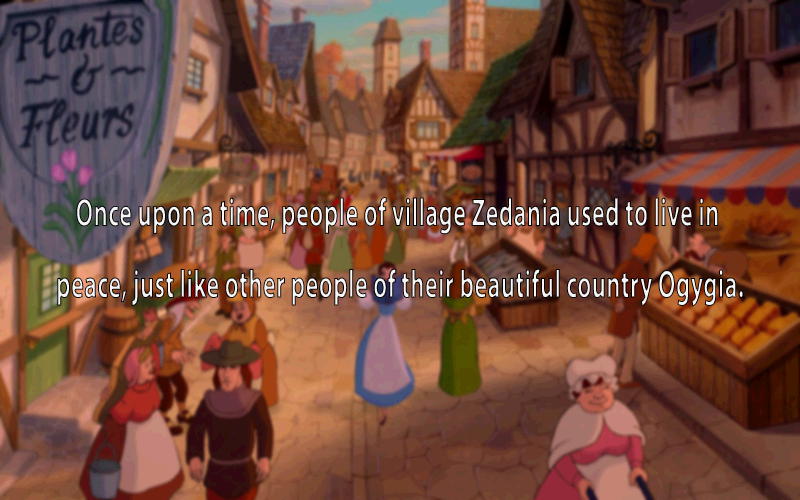 Plantes
&
Fleurs
Once upon a time, people of village Zedania used to live in
peace, just like other people of their beautiful country Ogygia.